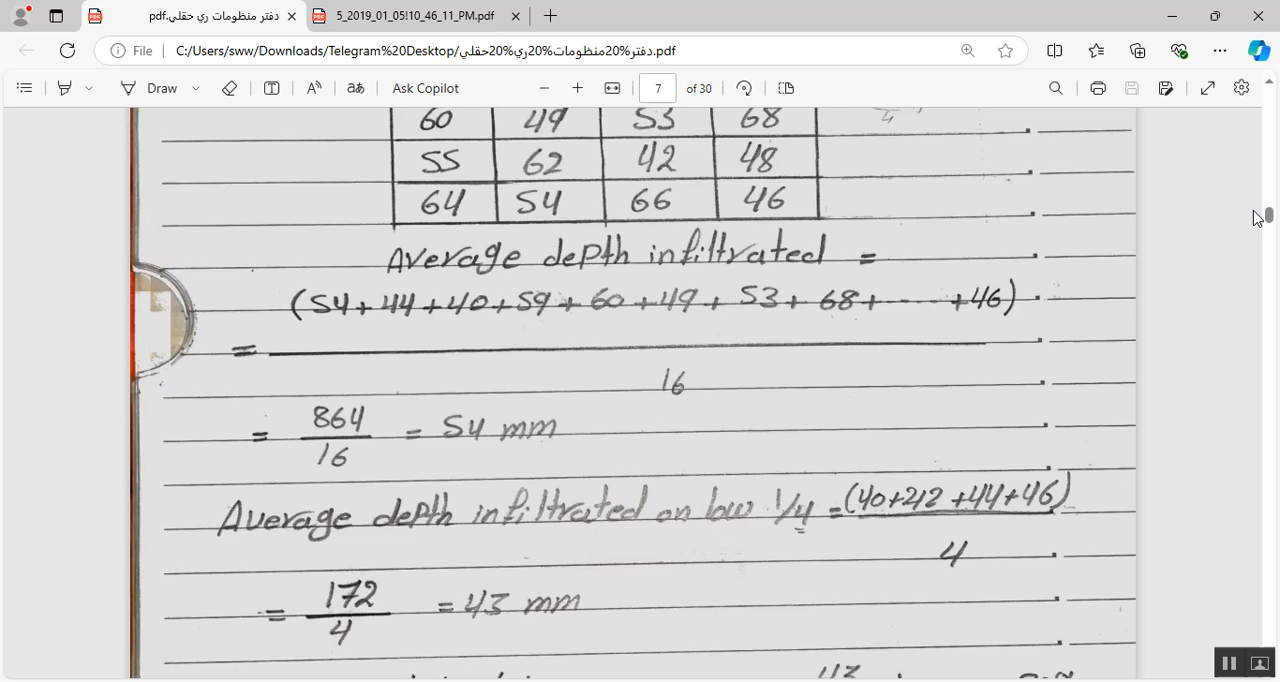 دفتر منظومات ري حقلي.pdf
5_2019_01_05!10_46_11_PM.pdf
File
C:/Users/sww/Downloads/Telegram%20Desktop/دفتر%20منظومات%20ري%20حقلي.pdf
Draw
Ask Copilot
7 of 30
60 49 53 68
55 62 42 48
64 54 66 46
Average depth infiltrated =
(54+44+40+59+60+49+53+68+-----+46)
=
16
= 864 = 54 mm
16
Average depth infiltrated on low 1/4 = (40+42+44+46)
4
= 172 = 43 mm
4